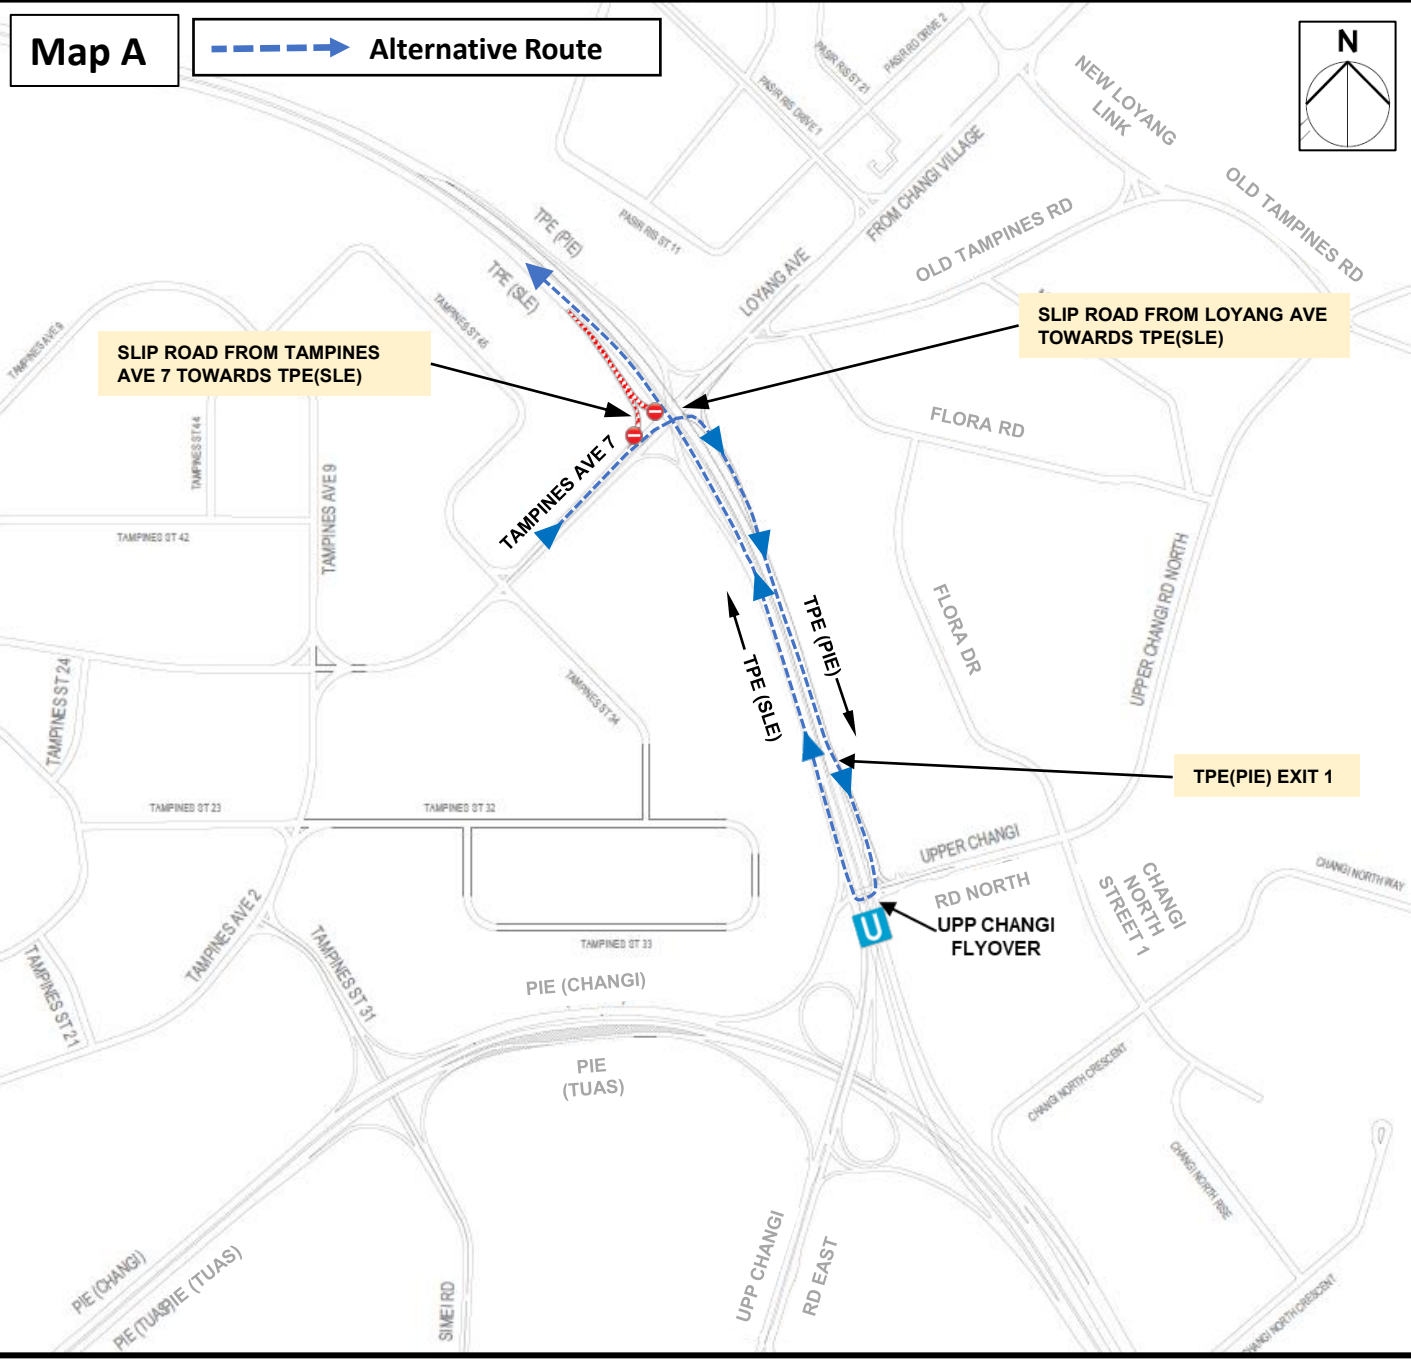 Map A
Alternative Route
N
PASIR RIS ST 21
PASIR RD DRIVE 2
PASIR RIS DRIVE 1
NEW LOYANG
LINK
FROM CHANGI VILLAGE
OLD TAMPINES RD
OLD TAMPINES RD
PASIR RIS ST 11
TPE (PIE)
TPE (SLE)
LOYANG AVE
TAMPINES AVE 9
TAMPINES ST 45
SLIP ROAD FROM TAMPINES
AVE 7 TOWARDS TPE(SLE)
SLIP ROAD FROM LOYANG AVE
TOWARDS TPE(SLE)
FLORA RD
TAMPINES ST 44
TAMPINES AVE 9
TAMPINES AVE 7
TAMPINES ST 42
UPPER CHANGI RD NORTH
FLORA DR
TPE (PIE)
TPE (SLE)
TAMPINES ST 24
TAMPINES ST 34
TPE(PIE) EXIT 1
TAMPINES ST 23
TAMPINES ST 32
UPPER CHANGI
RD NORTH
CHANGI
NORTH
STREET 1
CHANGI NORTH WAY
U
UPP CHANGI
FLYOVER
TAMPINES AVE 2
TAMPINES ST 33
TAMPINES ST 31
TAMPINES ST 21
PIE (CHANGI)
PIE
(TUAS)
CHANGI NORTH CRESCENT
CHANGI NORTH RISE
UPP CHANGI
RD EAST
PIE (CHANGI)
PIE (TUAS)
PIE (TUAS)
SIMEI RD
CHANGI NORTH CRESCENT